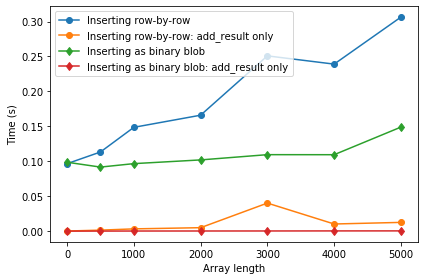 Inserting row-by-row
Inserting row-by-row: add_result only
Inserting as binary blob
Inserting as binary blob: add_result only
Time (s)
0.30
0.25
0.20
0.15
0.10
0.05
0.00
0 1000 2000 3000 4000 5000
Array length